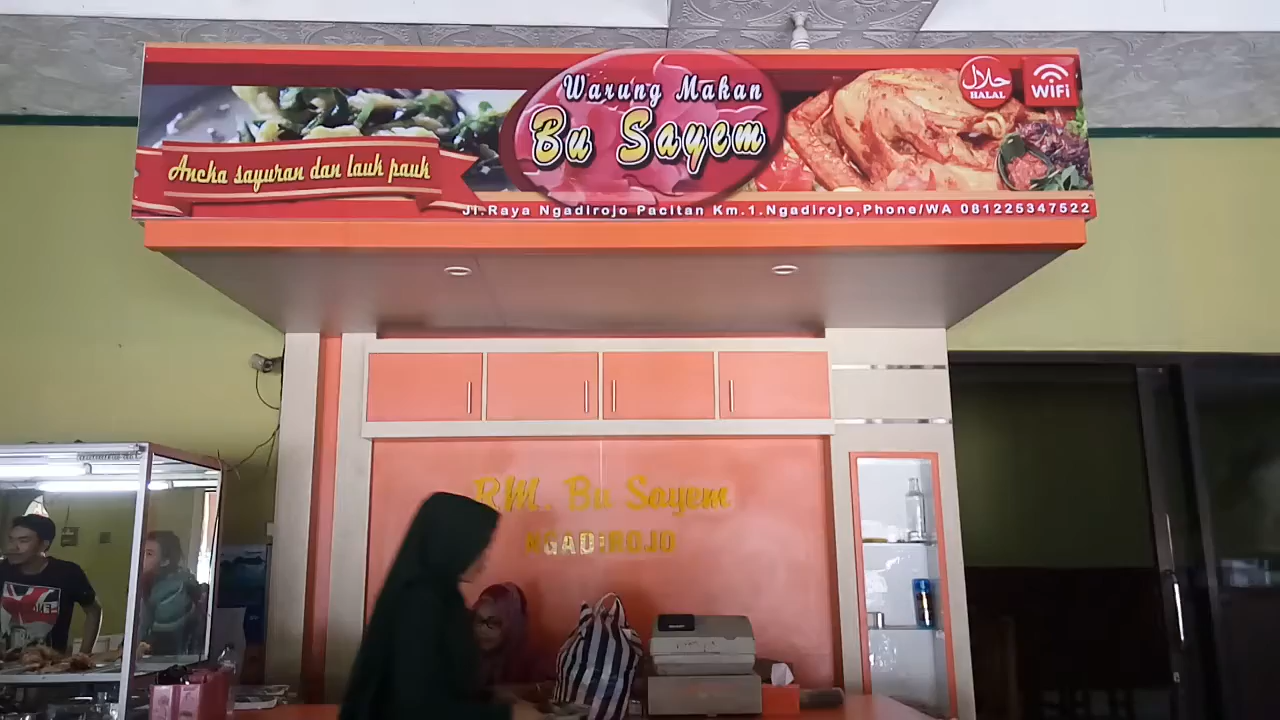 Warung Makan
Bu Sayem
حلال
HALAL
WiFi
Aneka sayuran dan lauk pauk
Jl.Raya Ngadirojo Pacitan Km.1.Ngadirojo,Phone/WA 081225347522
RM. Bu Sayem
NGADIROJO